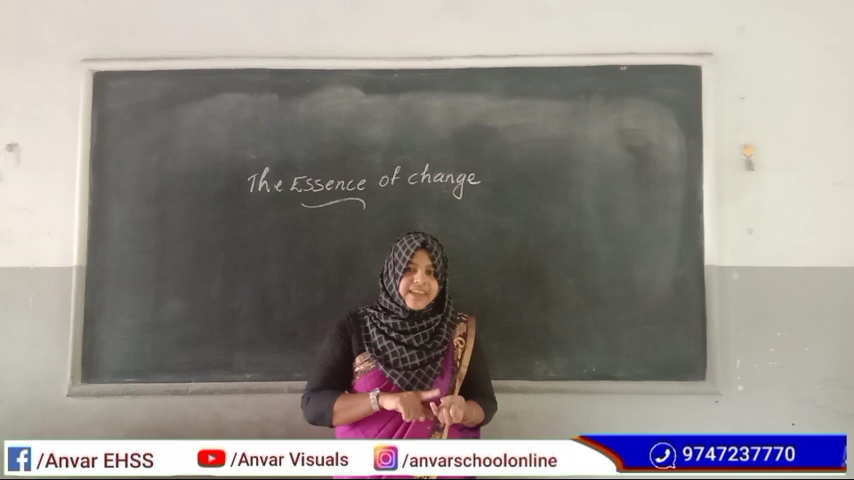 The Essence of change
/Anvar EHSS /Anvar Visuals /anvarschoolonline 9747237770